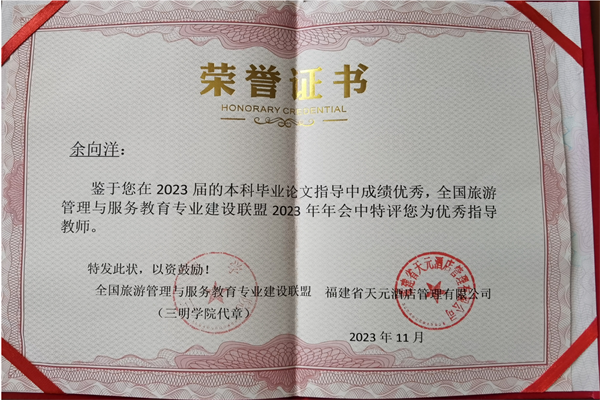 荣誉证书
HONORARY CREDENTIAL
余向洋：
鉴于您在 2023 届的本科毕业论文指导中成绩优秀，全国旅游
管理与服务教育专业建设联盟 2023 年年会中特评您为优秀指导
教师。
特发此状，以资鼓励！
全国旅游管理与服务教育专业建设联盟 福建省天元酒店管理有限公司
（三明学院代章）
2023 年 11 月